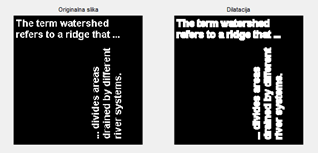 Originalna slika
The term watershed
refers to a ridge that ...
... divides areas
drained by different
river systems.
Dilatacija
The term watershed
refers to a ridge that ...
... divides areas
drained by different
river systems.